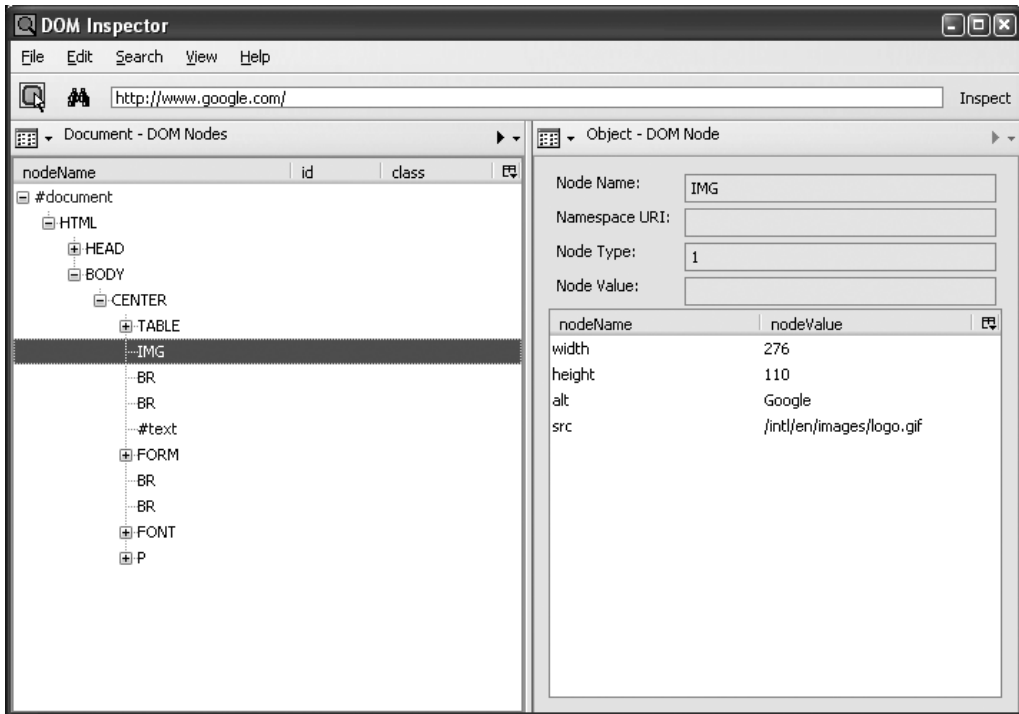 DOM Inspector
File Edit Search View Help
http://www.google.com/ Inspect
Document - DOM Nodes
nodeName id class
#document
HTML
HEAD
BODY
CENTER
TABLE
IMG
BR
BR
#text
FORM
BR
BR
FONT
P
Object - DOM Node
Node Name: IMG
Namespace URI:
Node Type: 1
Node Value:
nodeName nodeValue
width 276
height 110
alt Google
src /intl/en/images/logo.gif